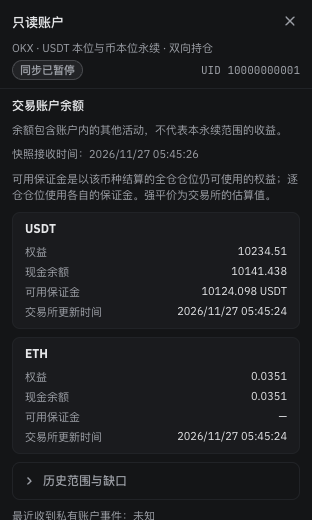 只读账户
OKX · USDT 本位与币本位永续 · 双向持仓
同步已暂停
UID 10000000001
交易账户余额
余额包含账户内的其他活动，不代表本永续范围的收益。
快照接收时间：2026/11/27 05:45:26
可用保证金是以该币种结算的全仓仓位仍可使用的权益；逐
仓仓位使用各自的保证金。强平价为交易所的估算值。
USDT
权益 10234.51
现金余额 10141.438
可用保证金 10124.098 USDT
交易所更新时间 2026/11/27 05:45:24
ETH
权益 0.0351
现金余额 0.0351
可用保证金 —
交易所更新时间 2026/11/27 05:45:24
历史范围与缺口
最近收到私有账户事件：未知